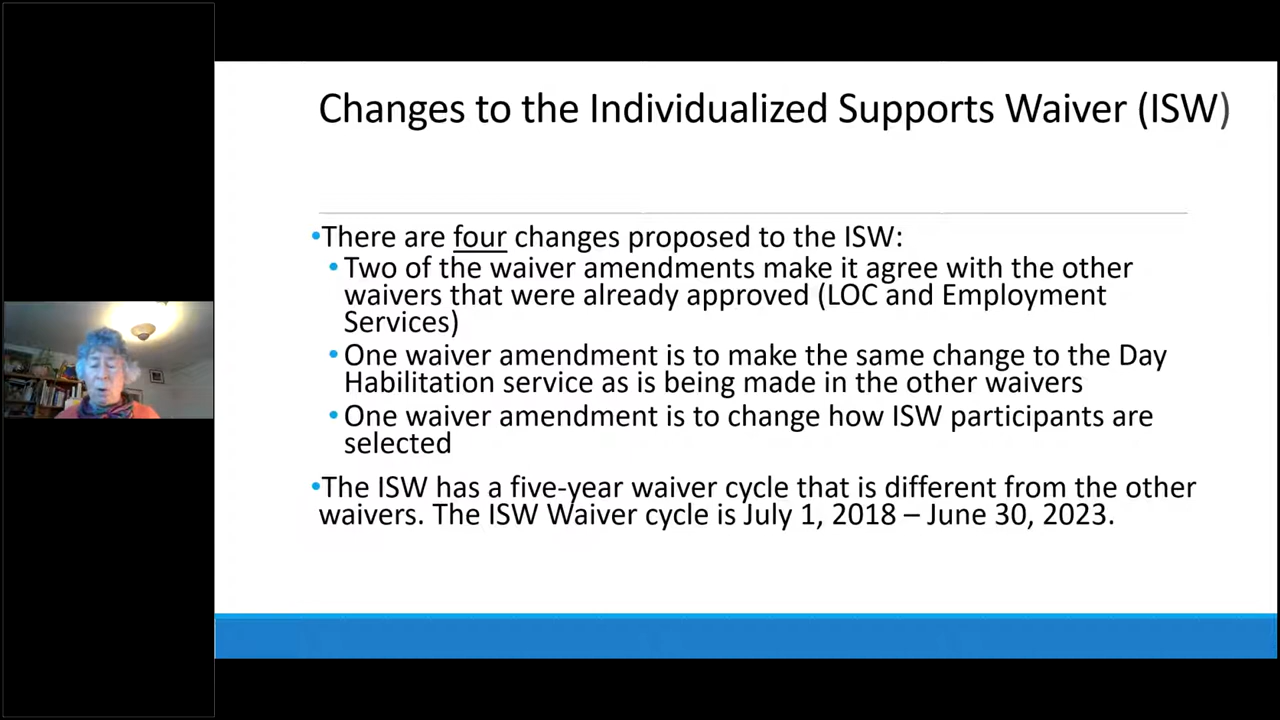 Changes to the Individualized Supports Waiver (ISW)
•There are four changes proposed to the ISW:
• Two of the waiver amendments make it agree with the other
waivers that were already approved (LOC and Employment
Services)
• One waiver amendment is to make the same change to the Day
Habilitation service as is being made in the other waivers
• One waiver amendment is to change how ISW participants are
selected
•The ISW has a five-year waiver cycle that is different from the other
waivers. The ISW Waiver cycle is July 1, 2018 – June 30, 2023.